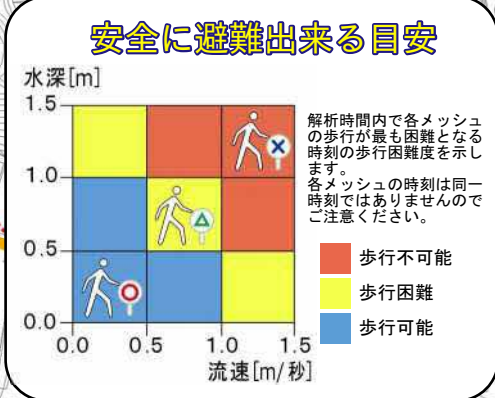 安全に避難出来る目安
水深[m]
1.5
1.0
0.5
0.0
0.0 0.5 1.0 1.5
流速[m/秒]
解析時間内で各メッシュ
の歩行が最も困難となる
時刻の歩行困難度を示し
ます。
各メッシュの時刻は同一
時刻ではありませんので
ご注意ください。
歩行不可能
歩行困難
歩行可能